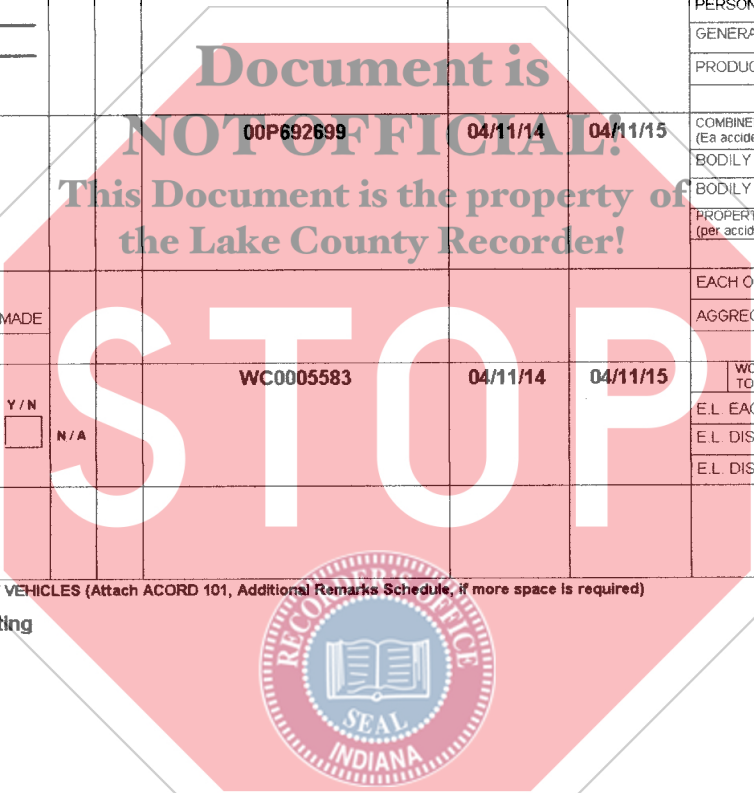 PERSON
GENERA
PRODUC
Document is
NOT OFFICIAL!
This Document is the property of
the Lake County Recorder!
00P692699 04/11/14 04/11/15
COMBINE
(Ea accide
BODILY
BODILY
PROPERT
(per accid
EACH O
MADE
AGGREG
STOP
WC0005583 04/11/14 04/11/15
WC
TO
Y / N
N / A
E.L. EAC
E.L. DIS
E.L. DIS
VEHICLES (Attach ACORD 101, Additional Remarks Schedule, if more space is required)
ting
RECORDER'S OFFICE
SEAL
INDIANA